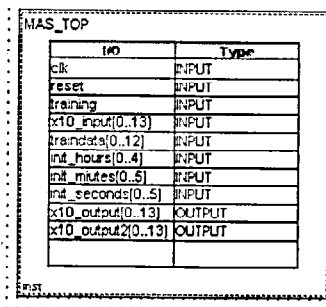 MAS_TOP
I/O Type
clk INPUT
reset INPUT
training INPUT
x10_input[0..13] INPUT
traindata[0..12] INPUT
init_hours[0..4] INPUT
init_miutes[0..5] INPUT
init_seconds[0..5] INPUT
x10_output[0..13] OUTPUT
x10_output2[0..13] OUTPUT
inst